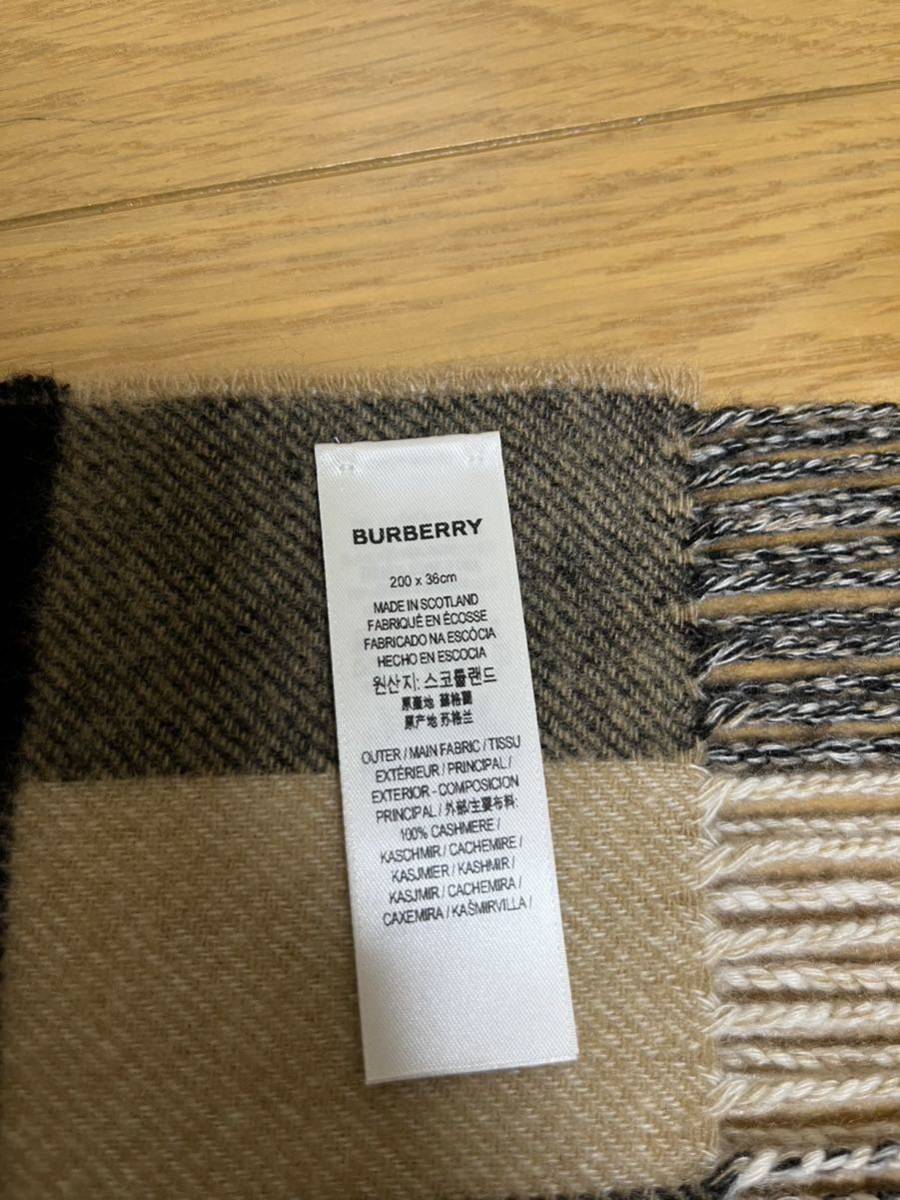 BURBERRY
200 x 36cm
MADE IN SCOTLAND
FABRIQUÉ EN ÉCOSSE
FABRICADO NA ESCÓCIA
HECHO EN ESCOCIA
원산지: 스코틀랜드
原產地 蘇格蘭
原产地 苏格兰
OUTER / MAIN FABRIC / TISSU
EXTÉRIEUR / PRINCIPAL /
EXTERIOR - COMPOSICION
PRINCIPAL / 外部/主要布料:
100% CASHMERE /
KASCHMIR / CACHEMIRE /
KASJMIER / KASHMIR /
KASJMIR / CACHEMIRA /
CAXEMIRA / KAŠMIRVILLA /